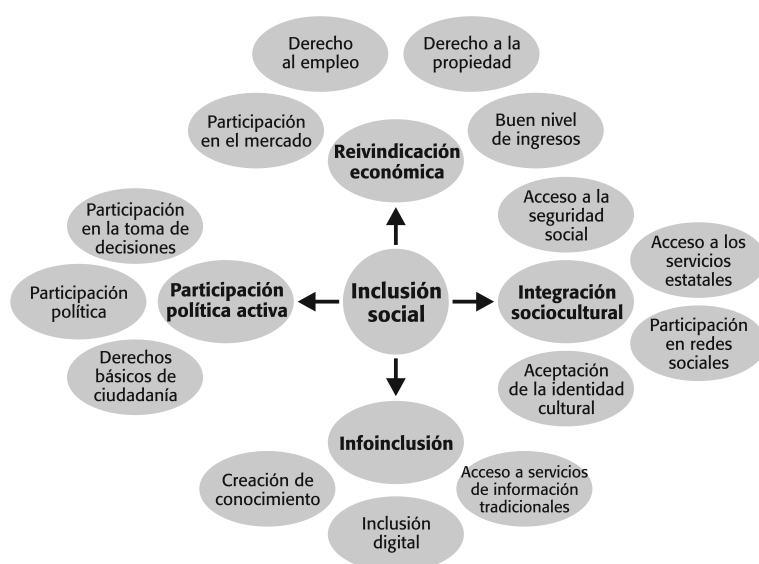 Derecho
al empleo
Derecho a la
propiedad
Participación
en el mercado
Buen nivel
de ingresos
Reivindicación
económica
Acceso a la
seguridad
social
Participación
en la toma de
decisiones
Acceso a los
servicios
estatales
Participación
política
Participación
política activa
Inclusión
social
Integración
sociocultural
Participación
en redes
sociales
Derechos
básicos de
ciudadanía
Aceptación
de la identidad
cultural
Infoinclusión
Creación de
conocimiento
Acceso a servicios
de información
tradicionales
Inclusión
digital